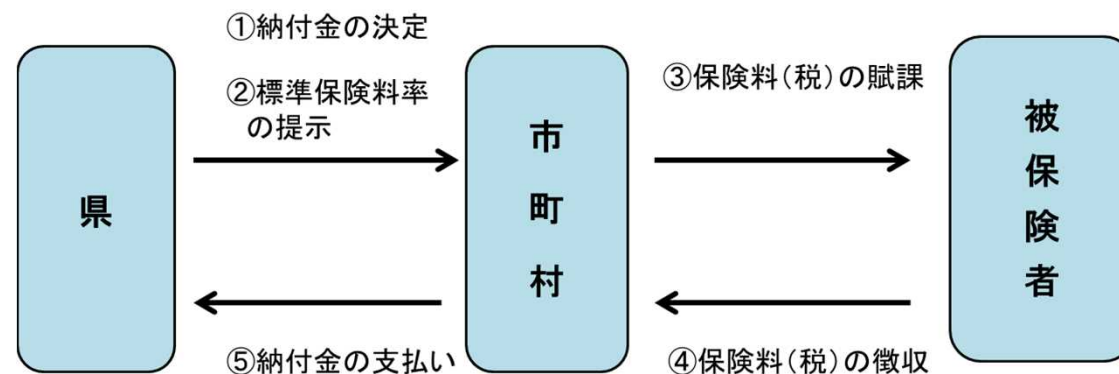 ①納付金の決定
②標準保険料率
の提示
③保険料(税)の賦課
県
市町村
被保険者
⑤納付金の支払い
④保険料(税)の徴収